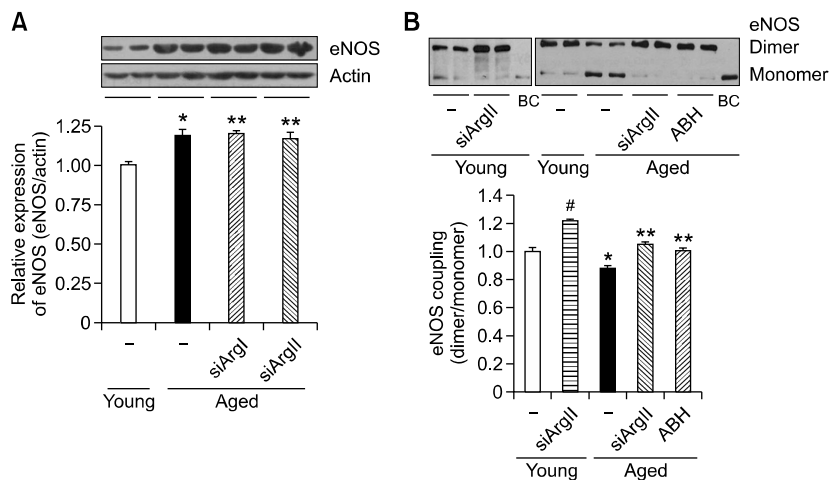 A
eNOS
Actin
Relative expression
of eNOS (eNOS/actin)
1.25
1.00
0.75
0.50
0.25
0
* ** **
– – siArgI siArgII
Young Aged
B
eNOS
Dimer
Monomer
BC BC
– siArgII – – siArgII ABH
Young Young Aged
eNOS coupling
(dimer/monomer)
1.4
1.2
1.0
0.8
0.6
0.4
0.2
0
# * ** **
– siArgII – siArgII ABH
Young Aged